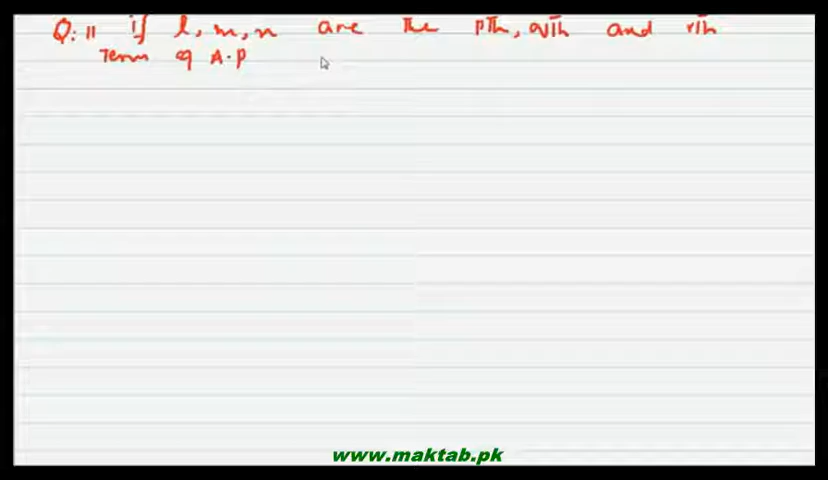 Q:11 if l, m, n are the pth, qth and rth
Term of A.P
www.maktab.pk